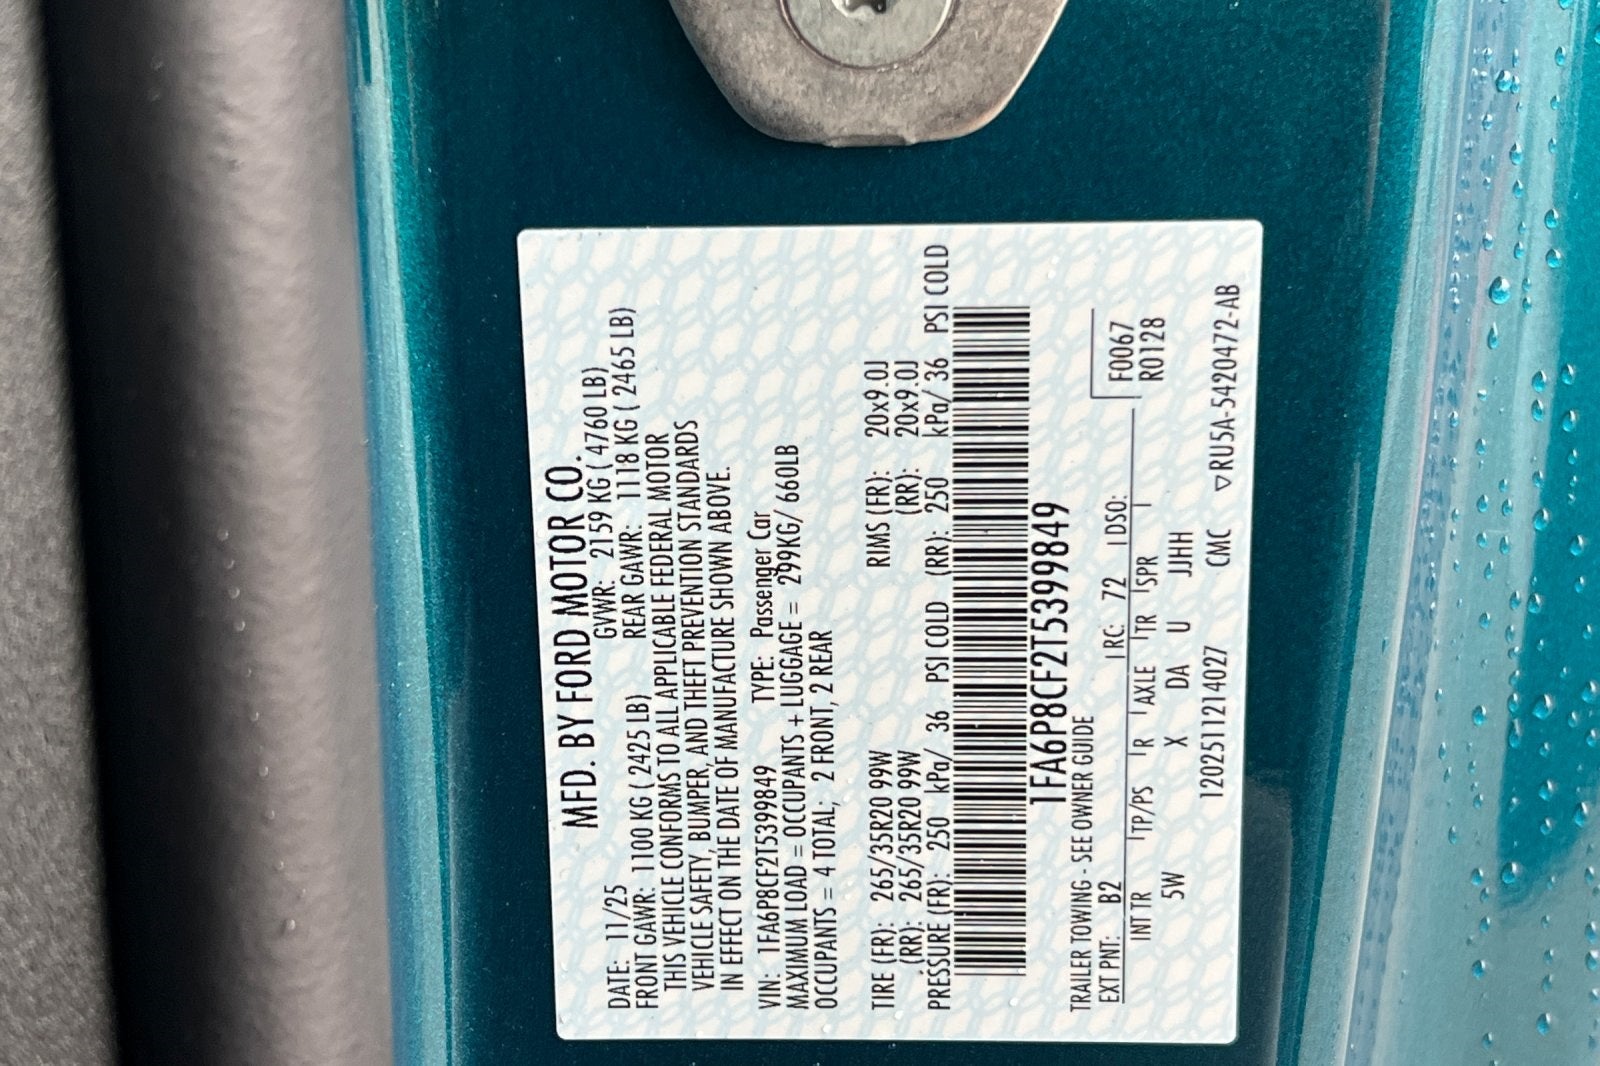 MFD. BY FORD MOTOR CO.
DATE: 11/25 GVWR: 2159 KG ( 4760 LB)
FRONT GAWR: 1100 KG ( 2425 LB) REAR GAWR: 1118 KG ( 2465 LB)
THIS VEHICLE CONFORMS TO ALL APPLICABLE FEDERAL MOTOR
VEHICLE SAFETY, BUMPER, AND THEFT PREVENTION STANDARDS
IN EFFECT ON THE DATE OF MANUFACTURE SHOWN ABOVE.
VIN: 1FA6P8CF2T5399849 TYPE: Passenger Car
MAXIMUM LOAD = OCCUPANTS + LUGGAGE = 299KG/ 660LB
OCCUPANTS = 4 TOTAL; 2 FRONT, 2 REAR
TIRE (FR): 265/35R20 99W RIMS (FR): 20x9.0J
(RR): 265/35R20 99W (RR): 20x9.0J
PRESSURE (FR): 250 kPa/ 36 PSI COLD (RR): 250 kPa/ 36 PSI COLD
1FA6P8CF2T5399849
TRAILER TOWING - SEE OWNER GUIDE F0067
EXT PNT: B2 RC: 72 DSO: R0128
INT TR TP/PS R AXLE TR SPR
5W X DA U JJHH
1202511214027 CMC ▽RU5A-5420472-AB